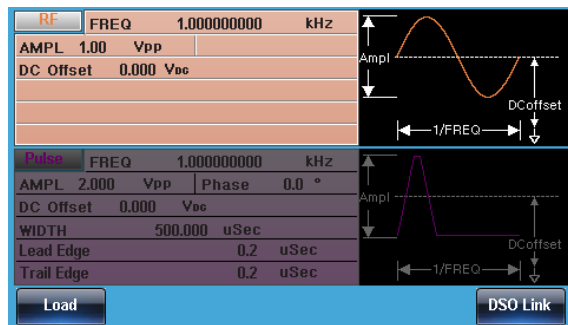 RF FREQ 1.000000000 kHz
AMPL 1.00 Vpp
DC Offset 0.000 VDC
Ampl
DCoffset
1/FREQ
Pulse FREQ 1.000000000 kHz
AMPL 2.000 Vpp Phase 0.0 °
DC Offset 0.000 VDC
WIDTH 500.000 uSec
Lead Edge 0.2 uSec
Trail Edge 0.2 uSec
Ampl
DCoffset
1/FREQ
Load
DSO Link